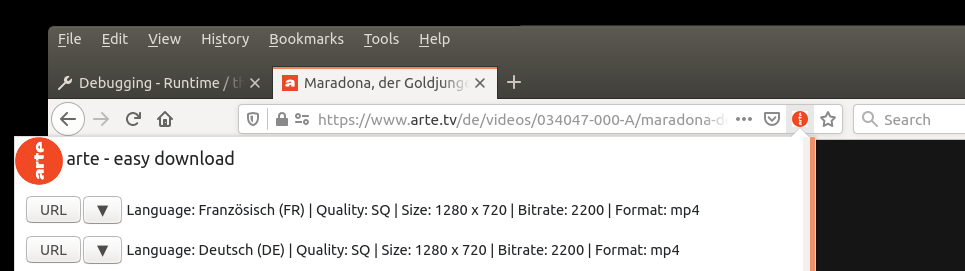 File Edit View History Bookmarks Tools Help
Debugging - Runtime / th
Maradona, der Goldjunge
https://www.arte.tv/de/videos/034047-000-A/maradona-d
Search
arte
arte - easy download
URL ▼ Language: Französisch (FR) | Quality: SQ | Size: 1280 x 720 | Bitrate: 2200 | Format: mp4
URL ▼ Language: Deutsch (DE) | Quality: SQ | Size: 1280 x 720 | Bitrate: 2200 | Format: mp4